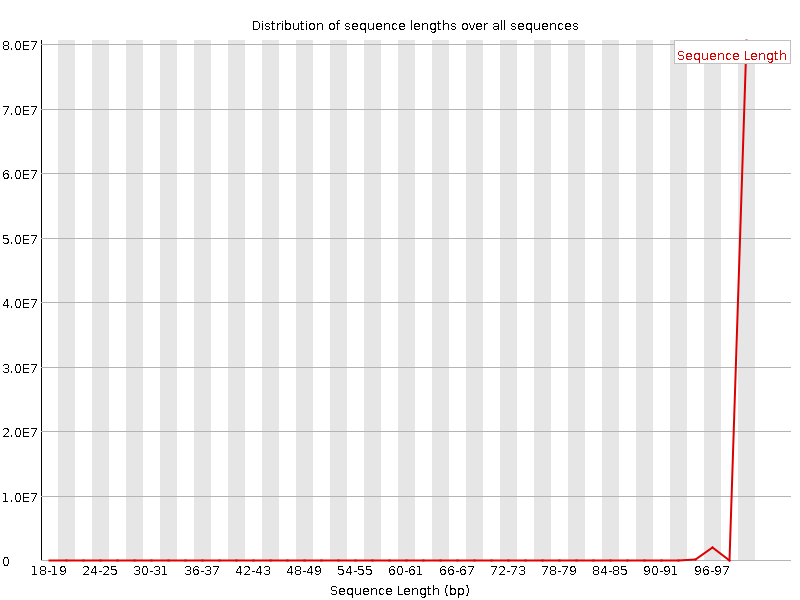 Distribution of sequence lengths over all sequences
8.0E7
Sequence Length
7.0E7
6.0E7
5.0E7
4.0E7
3.0E7
2.0E7
1.0E7
0
18-19 24-25 30-31 36-37 42-43 48-49 54-55 60-61 66-67 72-73 78-79 84-85 90-91 96-97
Sequence Length (bp)